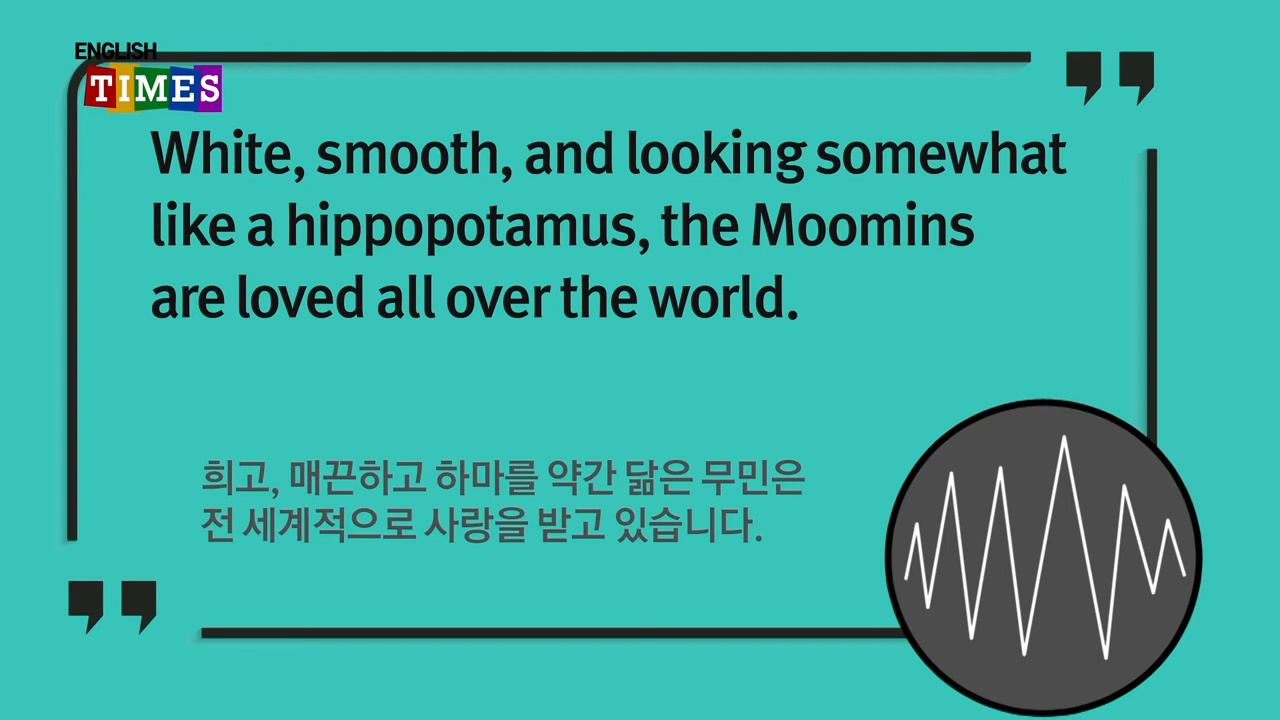 ENGLISH
TIMES
White, smooth, and looking somewhat
like a hippopotamus, the Moomins
are loved all over the world.
희고, 매끈하고 하마를 약간 닮은 무민은
전 세계적으로 사랑을 받고 있습니다.